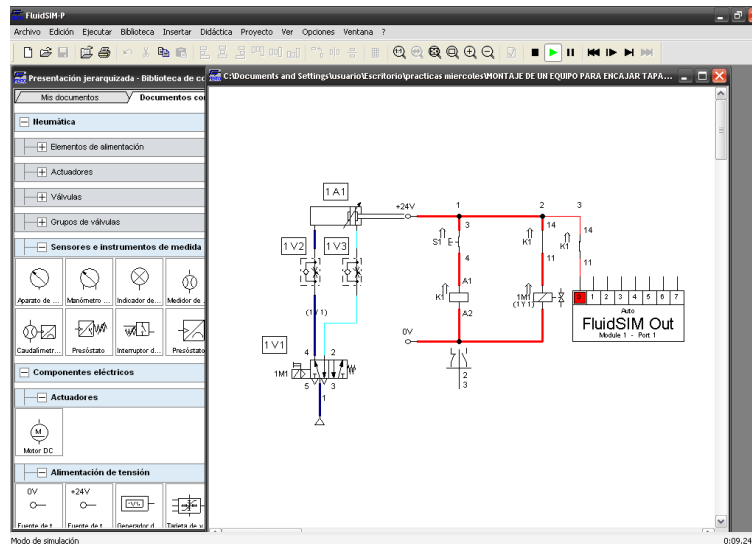 FluidSIM-P
Archivo Edición Ejecutar Biblioteca Insertar Didáctica Proyecto Ver Opciones Ventana ?
Presentación jerarquizada - Biblioteca de co
C:\Documents and Settings\usuario\Escritorio\practicas miercoles\MONTAJE DE UN EQUIPO PARA ENCAJAR TAPA...
Mis documentos
Documentos con
Neumática
Elementos de alimentación
Actuadores
Válvulas
Grupos de válvulas
Sensores e instrumentos de medida
Aparato de ... Manómetro ... Indicador de... Medidor de
Caudalímetr... Presóstato Interruptor d... Presóstato
Componentes eléctricos
Actuadores
M
Motor DC
Alimentación de tensión
0V +24V
Fuente de t... Fuente de t... Generador d... Tarjeta de v
1A1
+24V
1 2 3
3 14 14
S1 E K1 K1
1V2 1V3
4 11 11
A1
K1
A2
1M1
(1Y1)
0 1 2 3 4 5 6 7
Auto
FluidSIM Out
Module 1 - Port 1
(1Y1)
0V
1V1
4 2
1M1
5 3
1
2
3
Modo de simulación
0:09.24